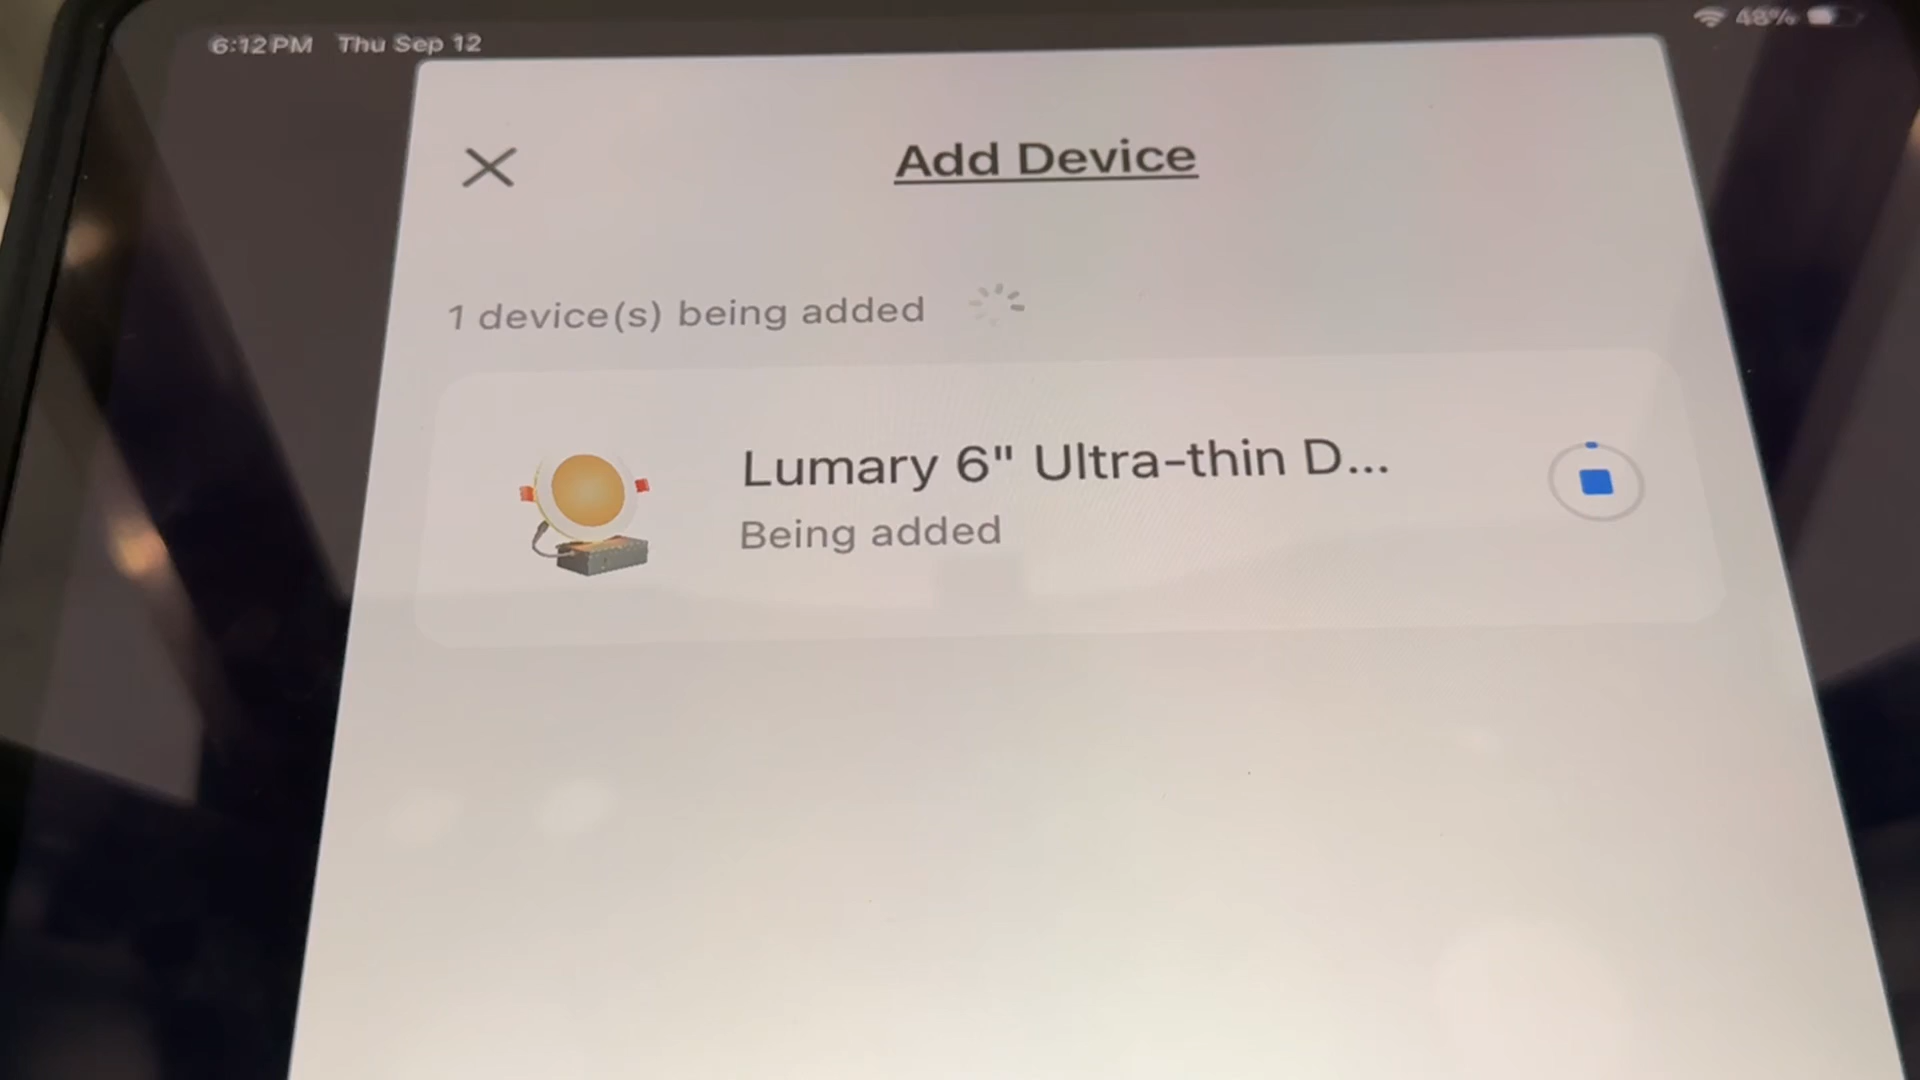 6:12 PM Thu Sep 12
48%
Add Device
1 device(s) being added
Lumary 6" Ultra-thin D...
Being added